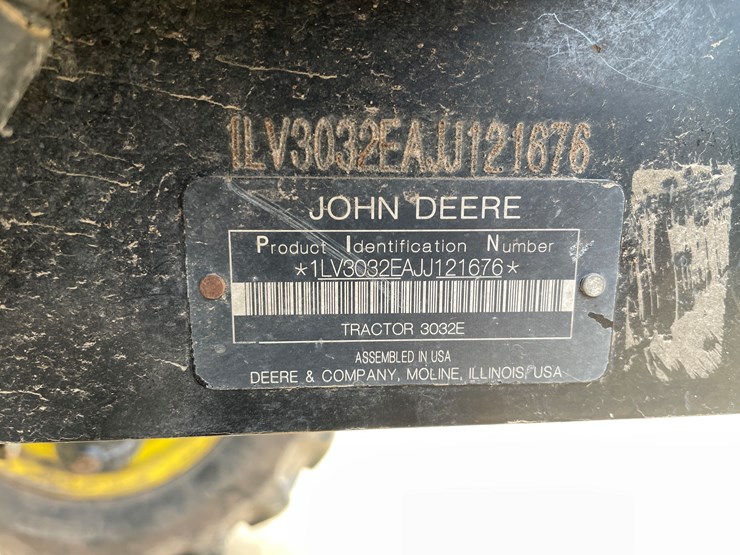 1LV3032EAJJ121676
JOHN DEERE
Product Identification Number
*1LV3032EAJJ121676*
TRACTOR 3032E
ASSEMBLED IN USA
DEERE & COMPANY, MOLINE, ILLINOIS, USA